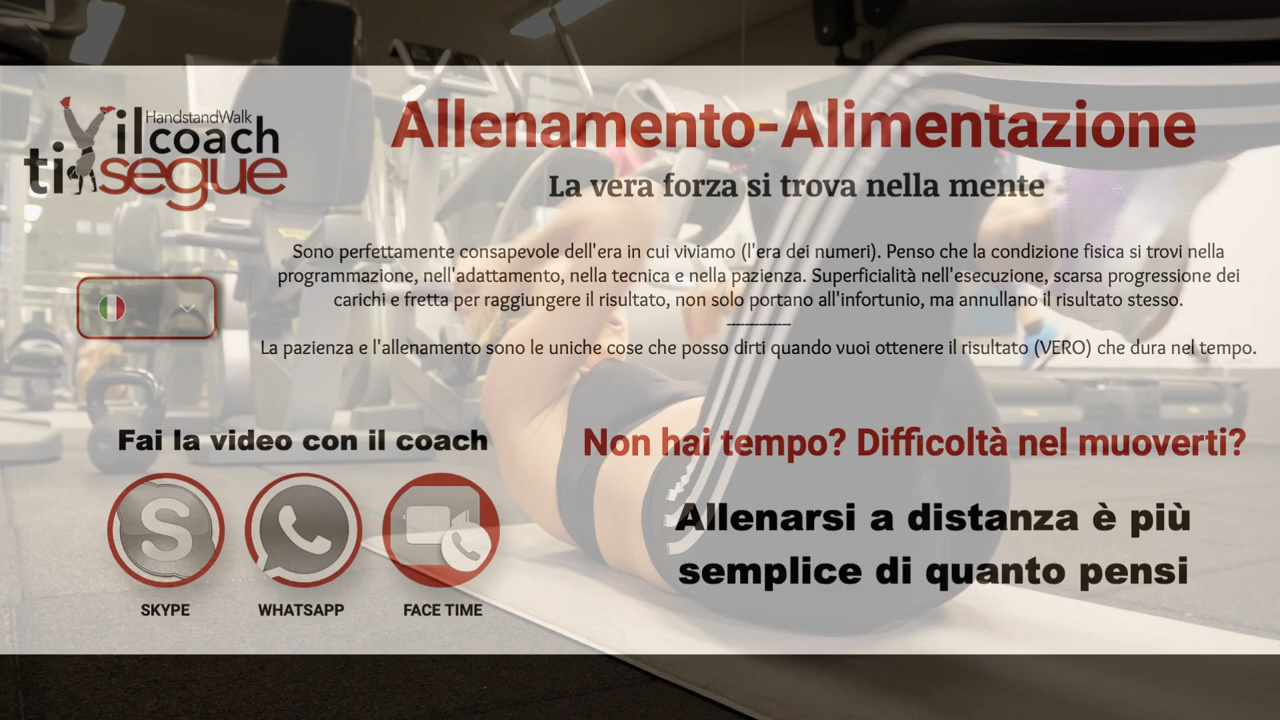 HandstandWalk
il coach
ti segue
Allenamento-Alimentazione
La vera forza si trova nella mente
Sono perfettamente consapevole dell'era in cui viviamo (l'era dei numeri). Penso che la condizione fisica si trovi nella
programmazione, nell'adattamento, nella tecnica e nella pazienza. Superficialità nell'esecuzione, scarsa progressione dei
carichi e fretta per raggiungere il risultato, non solo portano all'infortunio, ma annullano il risultato stesso.
--------------
La pazienza e l'allenamento sono le uniche cose che posso dirti quando vuoi ottenere il risultato (VERO) che dura nel tempo.
Fai la video con il coach
SKYPE
WHATSAPP
FACE TIME
Non hai tempo? Difficoltà nel muoverti?
Allenarsi a distanza è più
semplice di quanto pensi